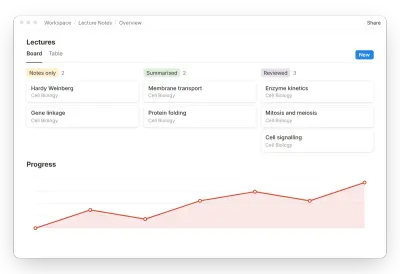 Workspace / Lecture Notes / Overview
Share
Lectures
Board Table
New
Notes only 2
Summarised 2
Reviewed 3
Hardy Weinberg
Cell Biology
Membrane transport
Cell Biology
Enzyme kinetics
Cell Biology
Gene linkage
Cell Biology
Protein folding
Cell Biology
Mitosis and meiosis
Cell Biology
Cell signalling
Cell Biology
Progress